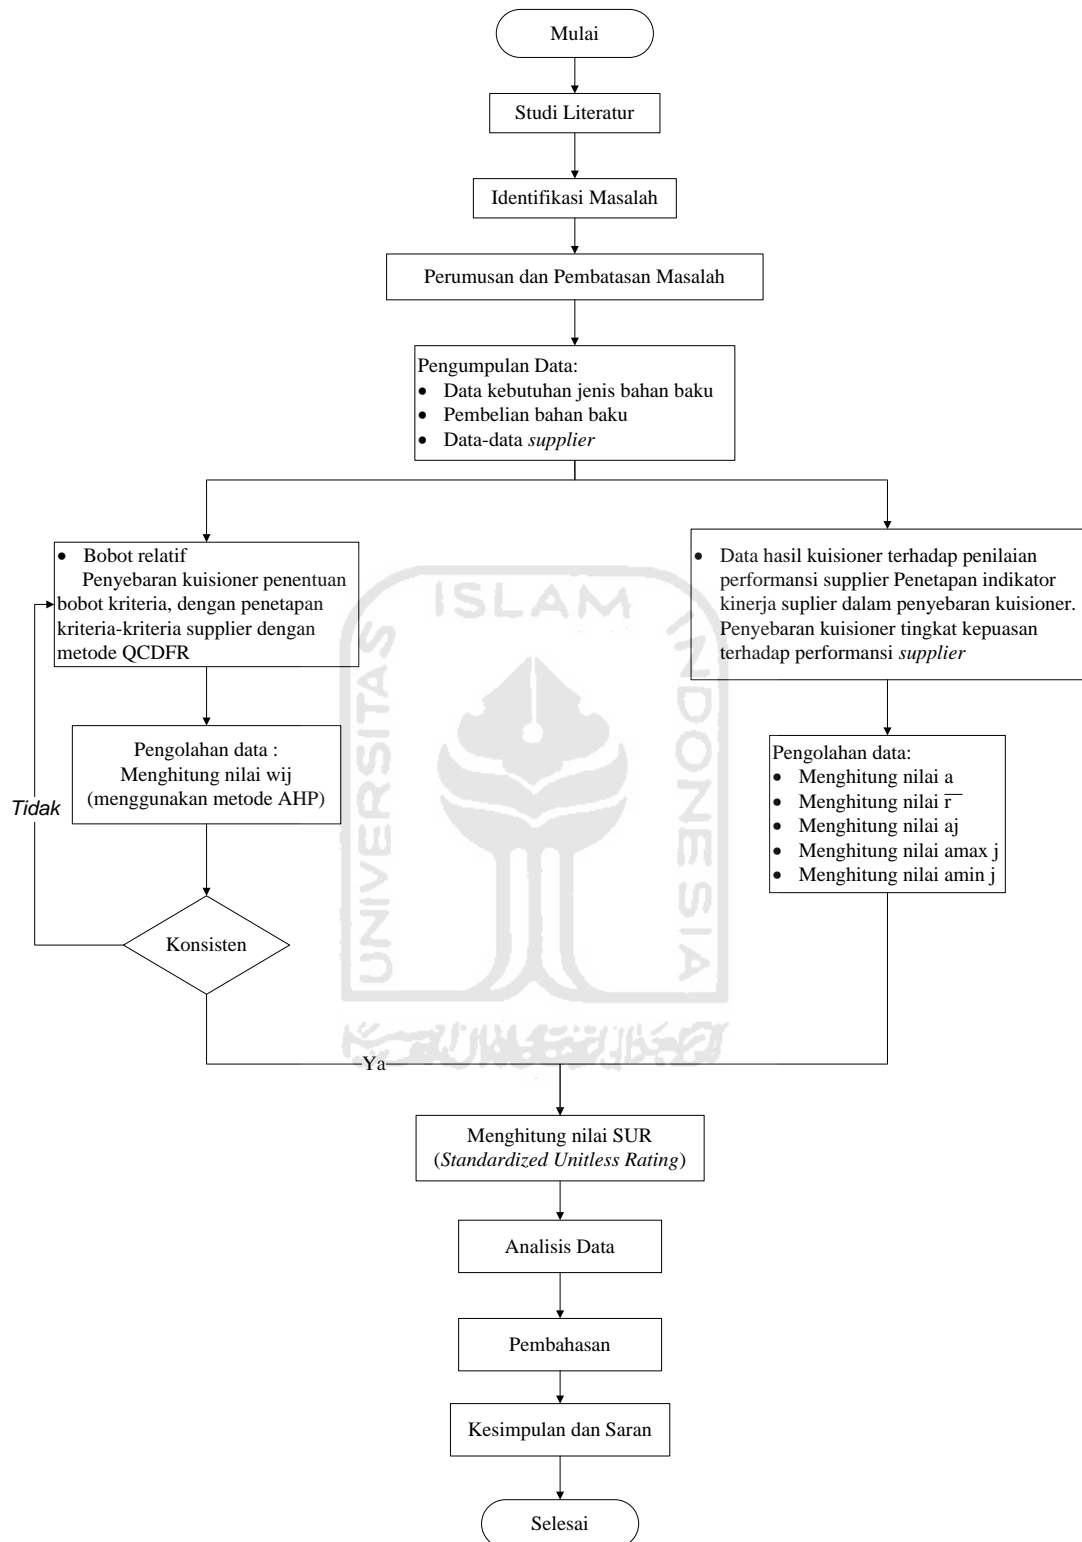 Mulai
Studi Literatur
Identifikasi Masalah
Perumusan dan Pembatasan Masalah
Pengumpulan Data:
● Data kebutuhan jenis bahan baku
● Pembelian bahan baku
● Data-data supplier
● Bobot relatif
Penyebaran kuisioner penentuan
bobot kriteria, dengan penetapan
kriteria-kriteria supplier dengan
metode QCDFR
● Data hasil kuisioner terhadap penilaian
performansi supplier Penetapan indikator
kinerja suplier dalam penyebaran kuisioner.
Penyebaran kuisioner tingkat kepuasan
terhadap performansi supplier
Pengolahan data :
Menghitung nilai wij
(menggunakan metode AHP)
Pengolahan data:
● Menghitung nilai a
● Menghitung nilai r̅
● Menghitung nilai aj
● Menghitung nilai amax j
● Menghitung nilai amin j
Tidak
Konsisten
Ya
Menghitung nilai SUR
(Standardized Unitless Rating)
Analisis Data
Pembahasan
Kesimpulan dan Saran
Selesai
UNIVERSITAS
ISLAM
INDONESIA